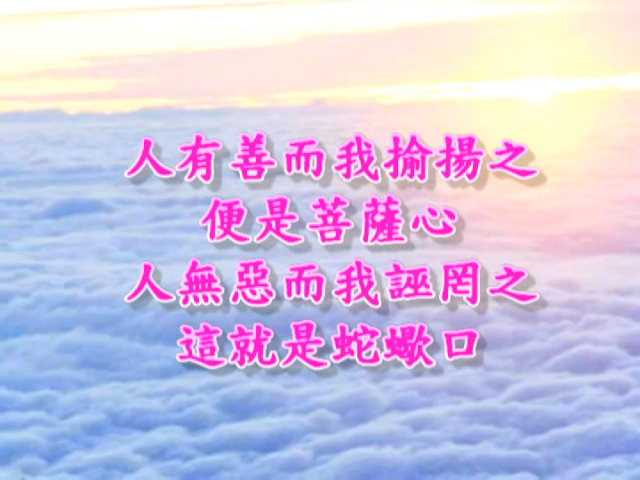 人有善而我揄揚之
便是菩薩心
人無惡而我誣罔之
這就是蛇蠍口